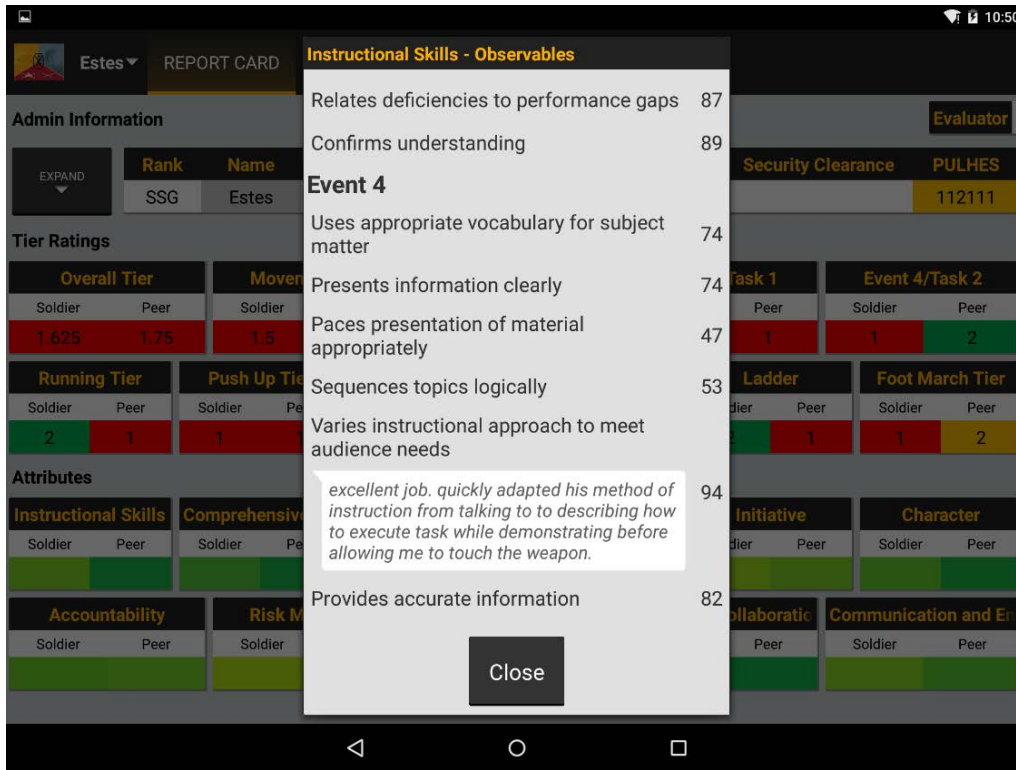 10:50
Estes
REPORT CARD
Instructional Skills - Observables
Relates deficiencies to performance gaps 87
Confirms understanding 89
Event 4
Uses appropriate vocabulary for subject
matter 74
Presents information clearly 74
Paces presentation of material
appropriately 47
Sequences topics logically 53
Varies instructional approach to meet
audience needs
excellent job. quickly adapted his method of
instruction from talking to to describing how
to execute task while demonstrating before
allowing me to touch the weapon.
94
Provides accurate information 82
Close
Admin Information
Evaluator
EXPAND
Rank Name Security Clearance PULHES
SSG Estes 112111
Tier Ratings
Overall Tier Task 1 Event 4/Task 2
Soldier Peer Soldier Peer Soldier Peer
1.625 1.75 1.5 1 1 2
Running Tier Push Up Ladder Foot March Tier
Soldier Peer Soldier Peer Soldier Peer
2 1 1 1 1 2
Attributes
Instructional Skills Initiative Character
Soldier Peer Soldier Peer Soldier Peer
Accountability Risk Communication and
Soldier Peer Soldier Peer Soldier Peer